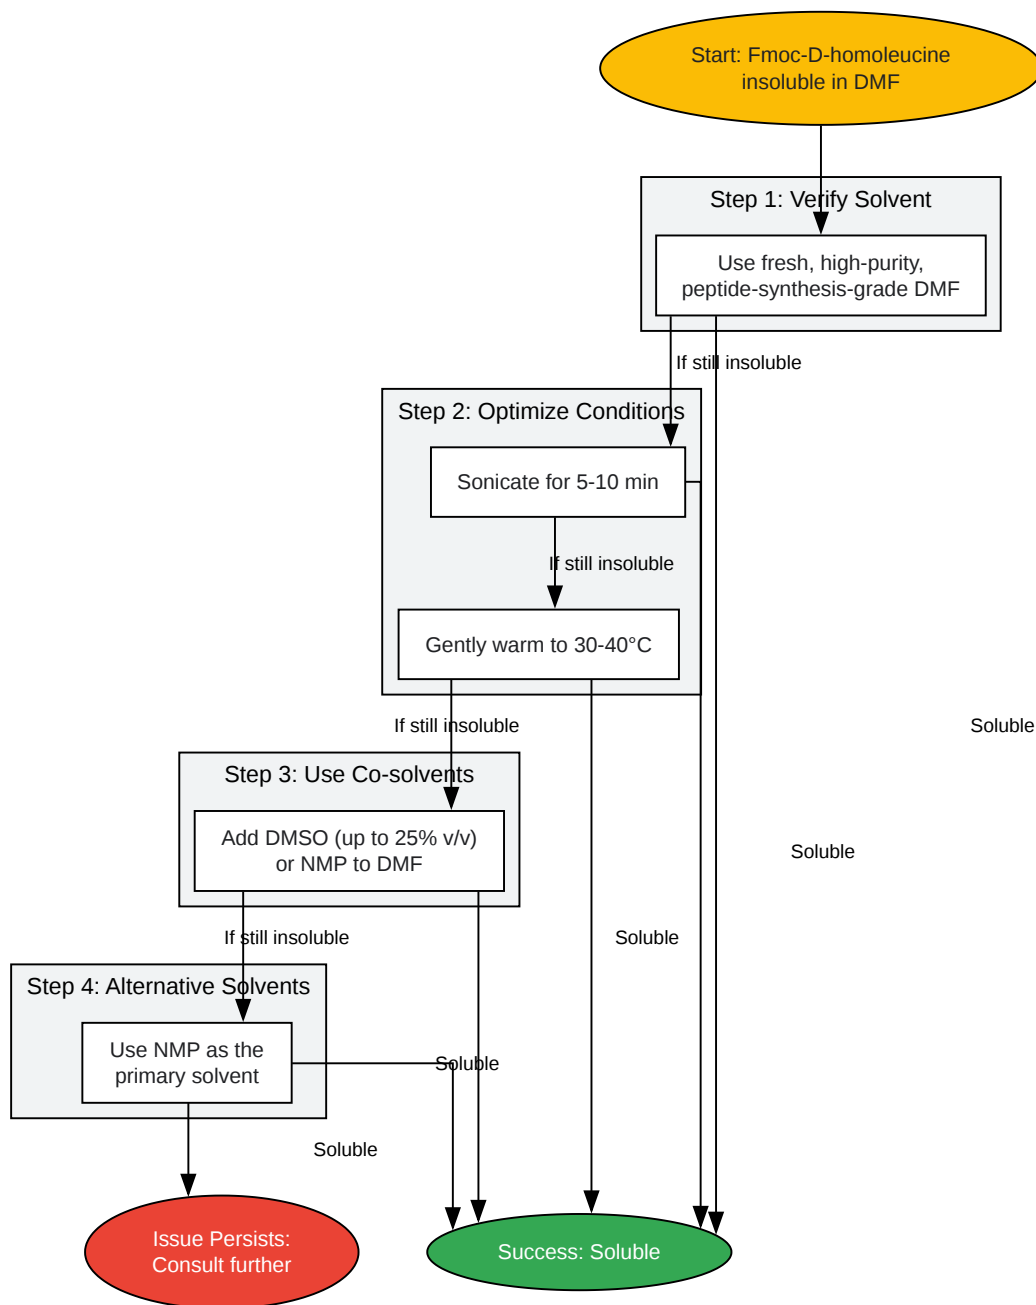 Start: Fmoc-D-homoleucine
insoluble in DMF
Step 1: Verify Solvent
Use fresh, high-purity,
peptide-synthesis-grade DMF
If still insoluble
Step 2: Optimize Conditions
Sonicate for 5-10 min
If still insoluble
Gently warm to 30-40°C
If still insoluble
Soluble
Step 3: Use Co-solvents
Add DMSO (up to 25% v/v)
or NMP to DMF
Soluble
If still insoluble
Soluble
Step 4: Alternative Solvents
Use NMP as the
primary solvent
Soluble
Soluble
Issue Persists:
Consult further
Success: Soluble